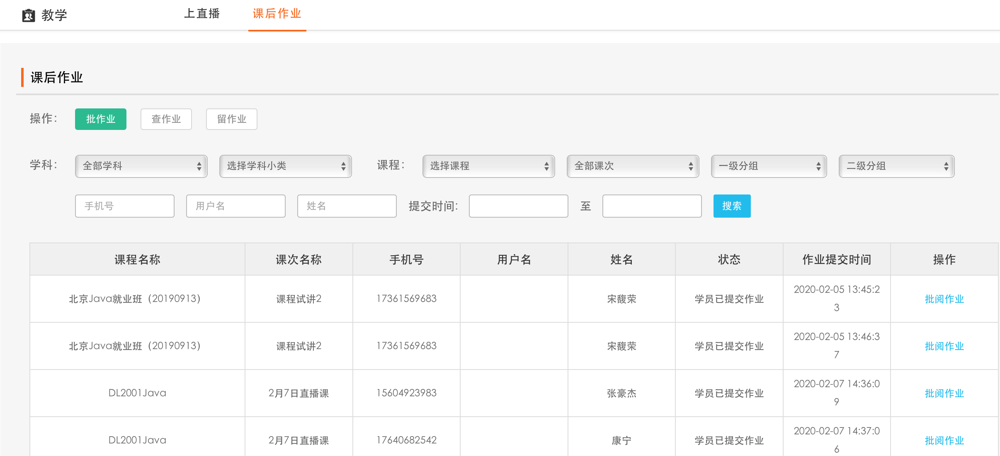 教学
上直播
课后作业
课后作业
操作：
批作业
查作业
留作业
学科：
全部学科
选择学科小类
课程：
选择课程
全部课次
一级分组
二级分组
手机号
用户名
姓名
提交时间:
至
搜索
课程名称
课次名称
手机号
用户名
姓名
状态
作业提交时间
操作
北京Java就业班（20190913）
课程试讲2
17361569683
宋馥荣
学员已提交作业
2020-02-05 13:45:2
3
批阅作业
北京Java就业班（20190913）
课程试讲2
17361569683
宋馥荣
学员已提交作业
2020-02-05 13:46:3
7
批阅作业
DL2001Java
2月7日直播课
15604923983
张豪杰
学员已提交作业
2020-02-07 14:36:0
9
批阅作业
DL2001Java
2月7日直播课
17640682542
康宁
学员已提交作业
2020-02-07 14:37:0
6
批阅作业